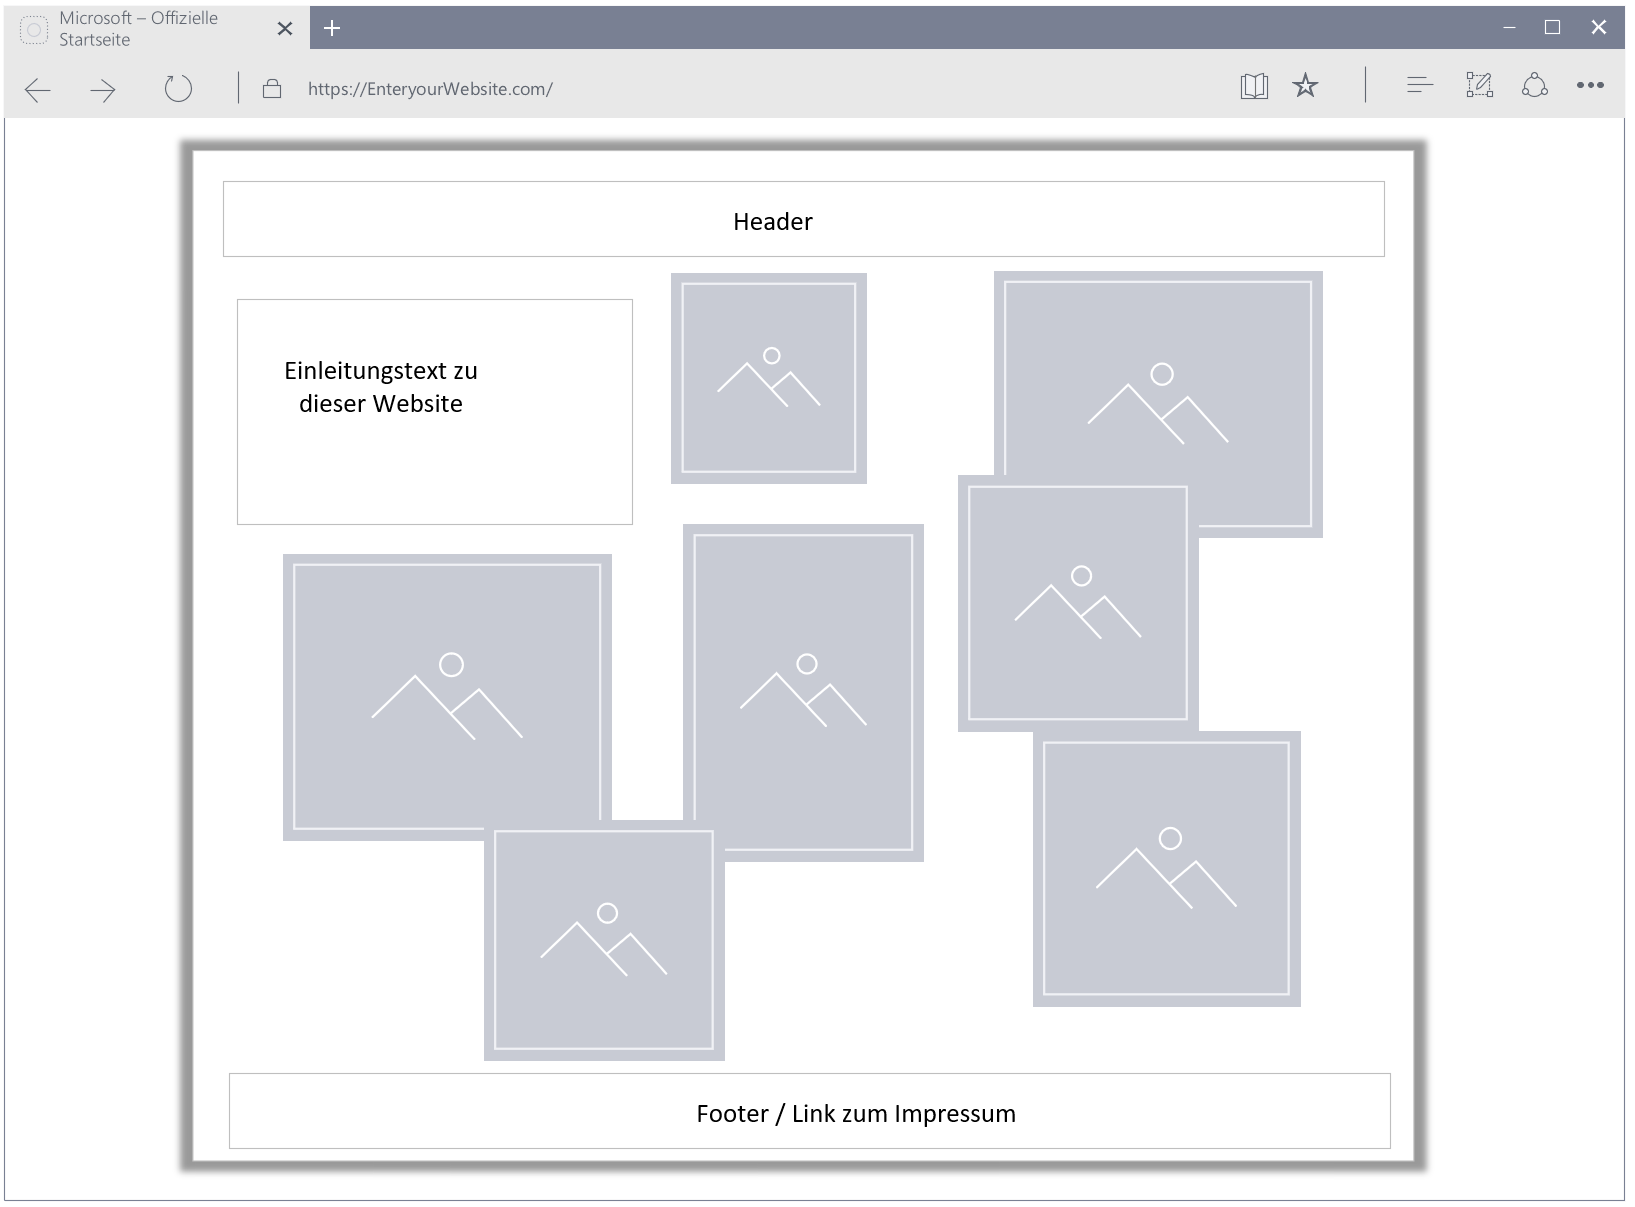 Microsoft – Offizielle
Startseite
https://EnteryourWebsite.com/
Header
Einleitungstext zu
dieser Website
Footer / Link zum Impressum